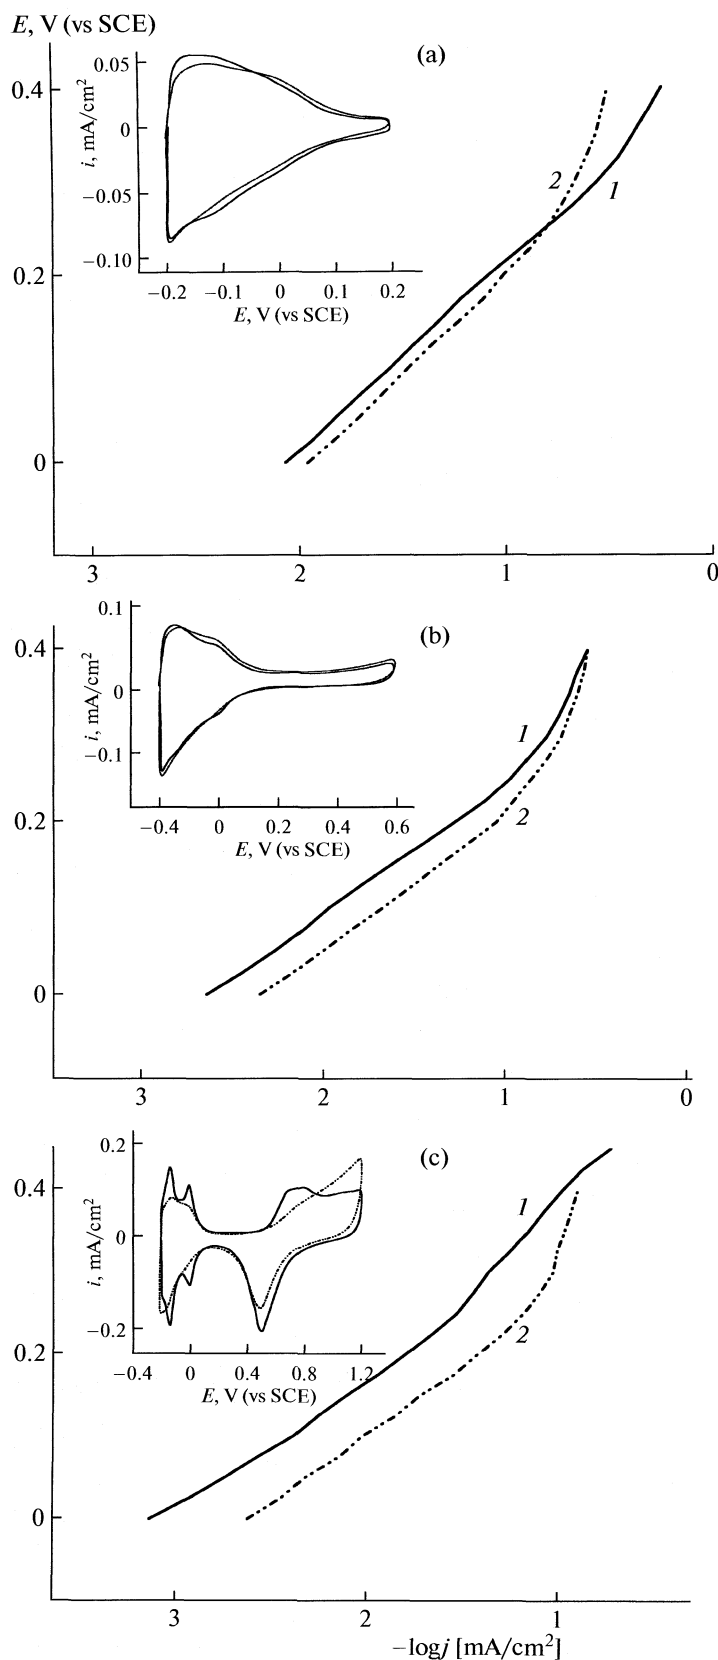 E, V (vs SCE)
(a)
0.4
0.2
0
3 2 1 0
2
1
0.05
0
−0.05
−0.10
i, mA/cm2
−0.2 −0.1 0 0.1 0.2
E, V (vs SCE)
(b)
0.4
0.2
0
3 2 1 0
1
2
0.1
0
−0.1
i, mA/cm2
−0.4 0 0.2 0.4 0.6
E, V (vs SCE)
(c)
0.4
0.2
0
3 2 1
−logj [mA/cm2]
1
2
0.2
0
−0.2
i, mA/cm2
−0.4 0 0.4 0.8 1.2
E, V (vs SCE)